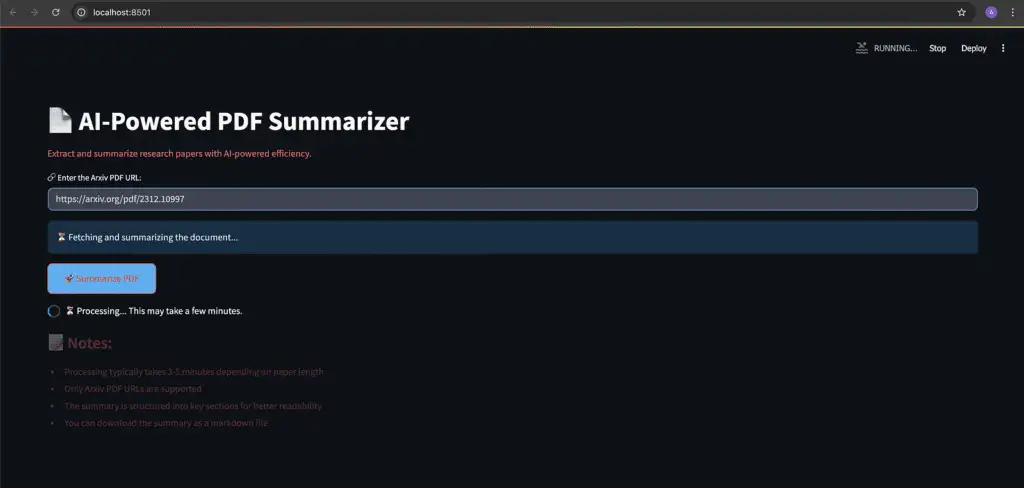 localhost:8501
RUNNING...
Stop
Deploy
AI-Powered PDF Summarizer
Extract and summarize research papers with AI-powered efficiency.
Enter the Arxiv PDF URL:
https://arxiv.org/pdf/2312.10997
Fetching and summarizing the document...
Summarize PDF
Processing... This may take a few minutes.
Notes:
Processing typically takes 3-5 minutes depending on paper length
Only Arxiv PDF URLs are supported
The summary is structured into key sections for better readability
You can download the summary as a markdown file